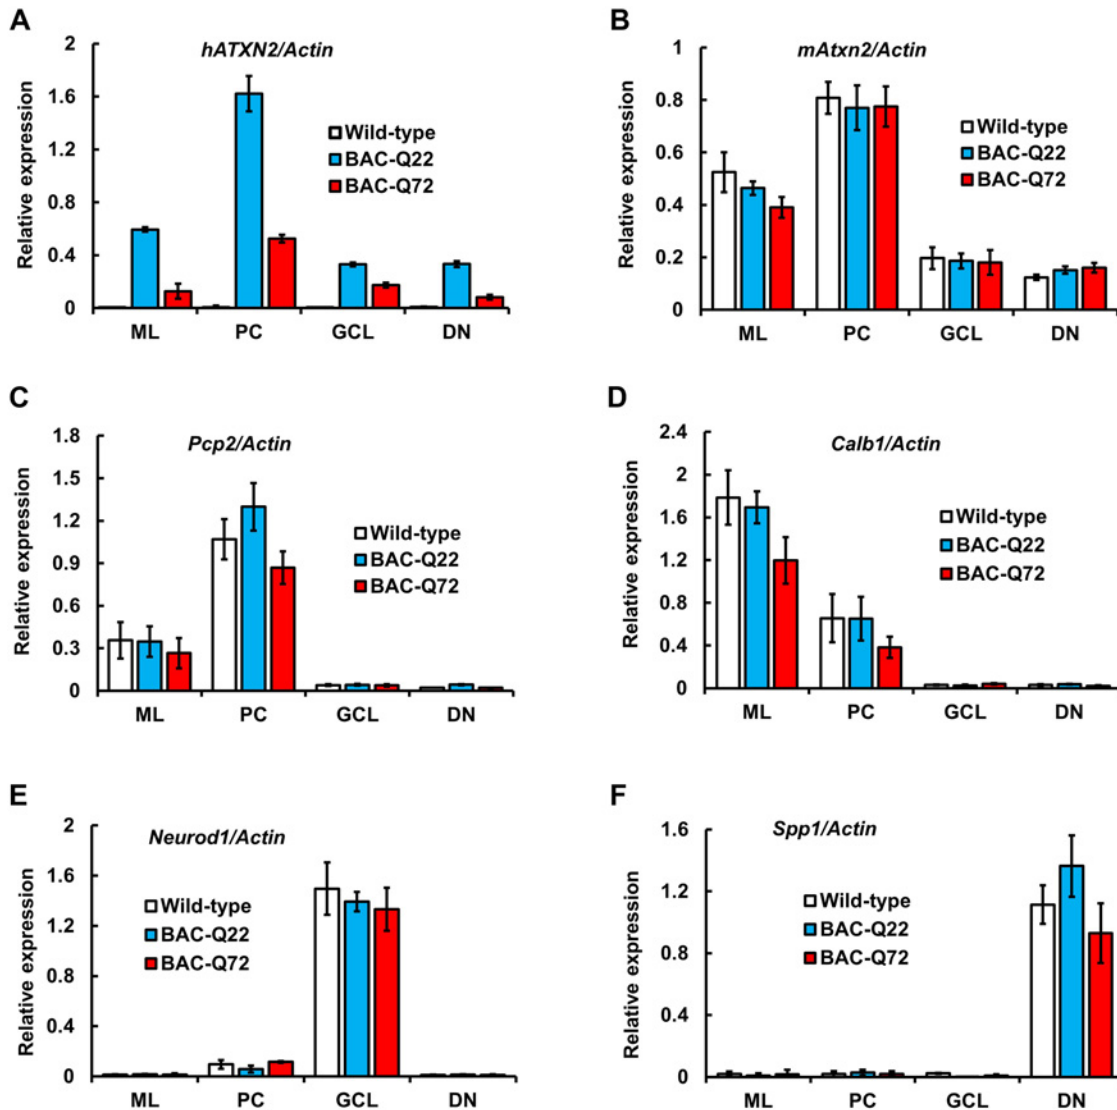 A
hATXN2/Actin
Relative expression
2
1.6
1.2
0.8
0.4
0
Wild-type
BAC-Q22
BAC-Q72
ML PC GCL DN
B
mAtxn2/Actin
Relative expression
1
0.8
0.6
0.4
0.2
0
Wild-type
BAC-Q22
BAC-Q72
ML PC GCL DN
C
Pcp2/Actin
Relative expression
1.8
1.5
1.2
0.9
0.6
0.3
0
Wild-type
BAC-Q22
BAC-Q72
ML PC GCL DN
D
Calb1/Actin
Relative expression
2.4
2
1.6
1.2
0.8
0.4
0
Wild-type
BAC-Q22
BAC-Q72
ML PC GCL DN
E
Neurod1/Actin
Relative expression
2
1.6
1.2
0.8
0.4
0
Wild-type
BAC-Q22
BAC-Q72
ML PC GCL DN
F
Spp1/Actin
Relative expression
1.6
1.2
0.8
0.4
0
Wild-type
BAC-Q22
BAC-Q72
ML PC GCL DN